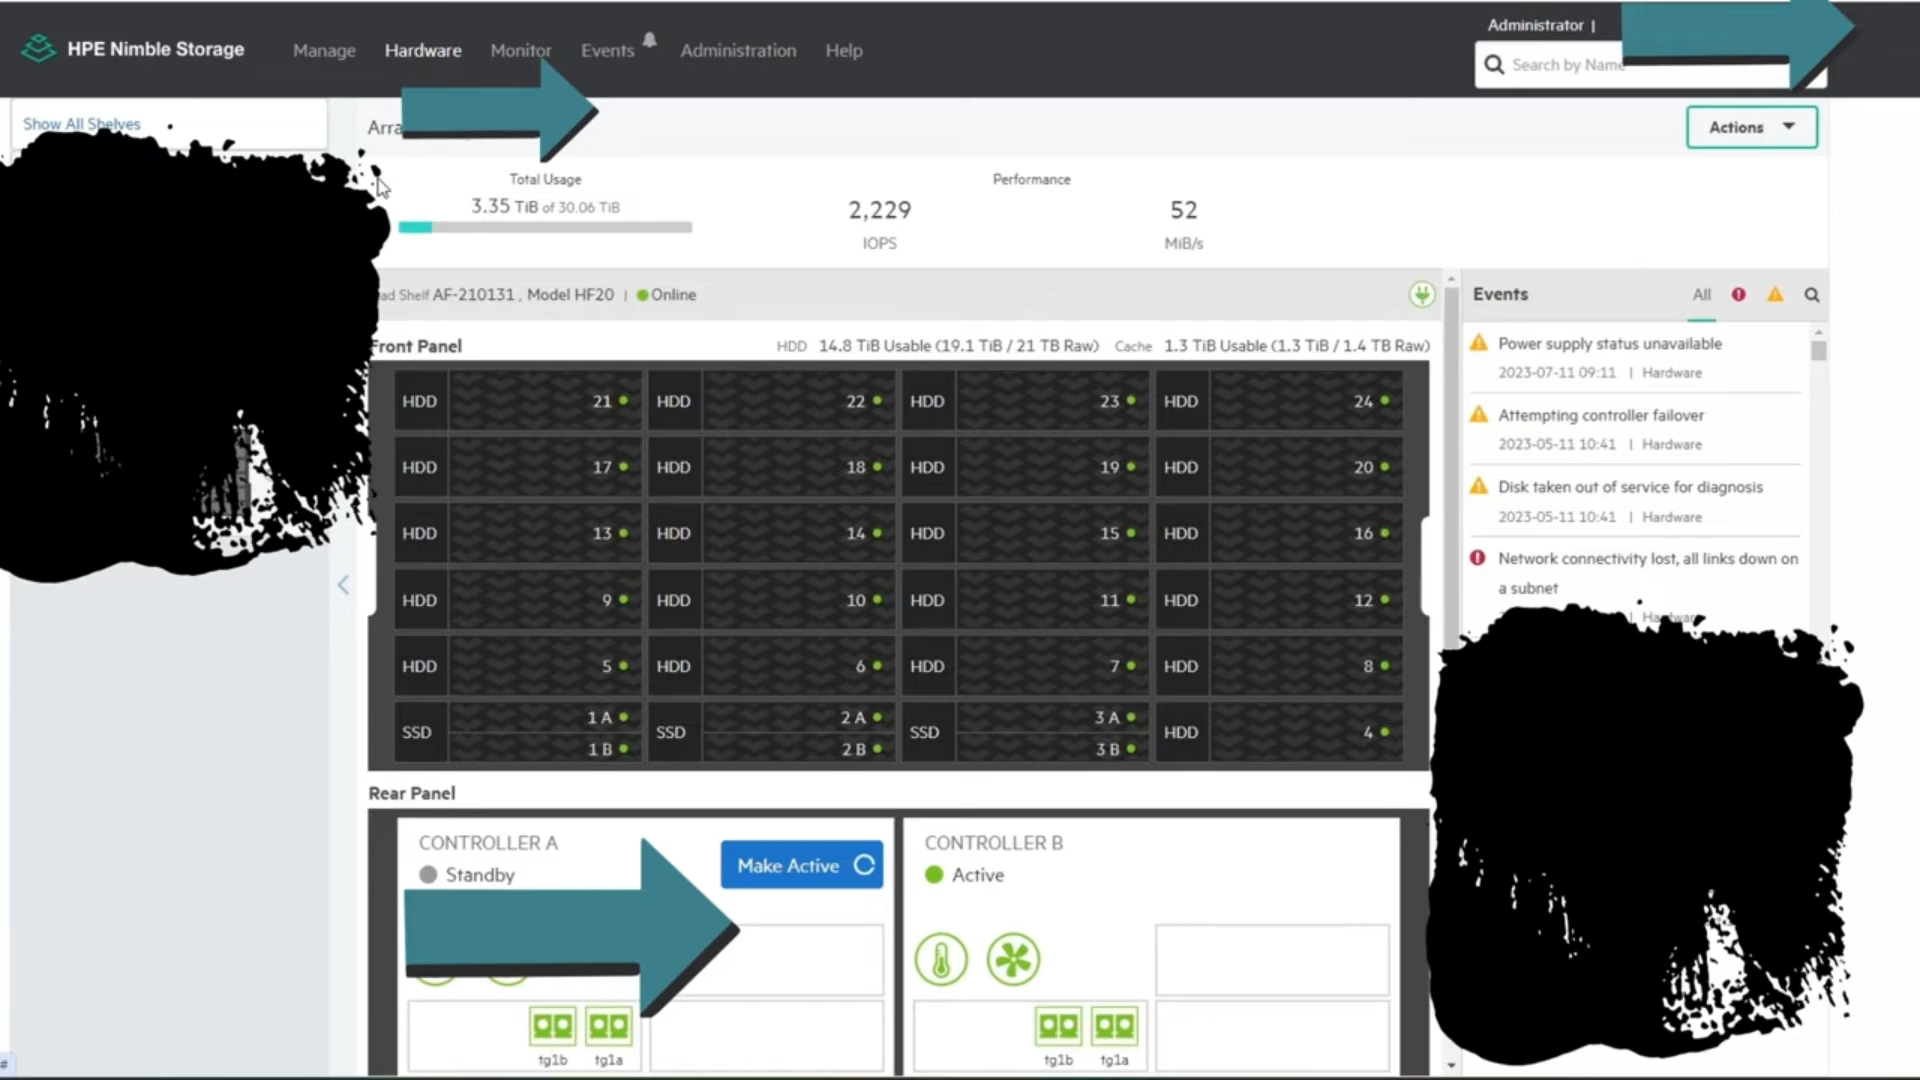 HPE Nimble Storage Manage Hardware Monitor Events Administration Help
Administrator |
Search by Name
Show All Shelves
Actions
Total Usage
3.35 TiB of 30.06 TiB
Performance
2,229
IOPS
52
MiB/s
Shelf AF-210131 , Model HF20 | Online
Front Panel
HDD 14.8 TiB Usable (19.1 TiB / 21 TB Raw) Cache 1.3 TiB Usable (1.3 TiB / 1.4 TB Raw)
HDD 21 HDD 22 HDD 23 HDD 24
HDD 17 HDD 18 HDD 19 HDD 20
HDD 13 HDD 14 HDD 15 HDD 16
HDD 9 HDD 10 HDD 11 HDD 12
HDD 5 HDD 6 HDD 7 HDD 8
SSD 1 A 1 B SSD 2 A 2 B SSD 3 A 3 B HDD 4
Rear Panel
CONTROLLER A
Standby
Make Active
tg1b tg1a
CONTROLLER B
Active
tg1b tg1a
Events All
Power supply status unavailable
2023-07-11 09:11 | Hardware
Attempting controller failover
2023-05-11 10:41 | Hardware
Disk taken out of service for diagnosis
2023-05-11 10:41 | Hardware
Network connectivity lost, all links down on
a subnet
| Hardware
#